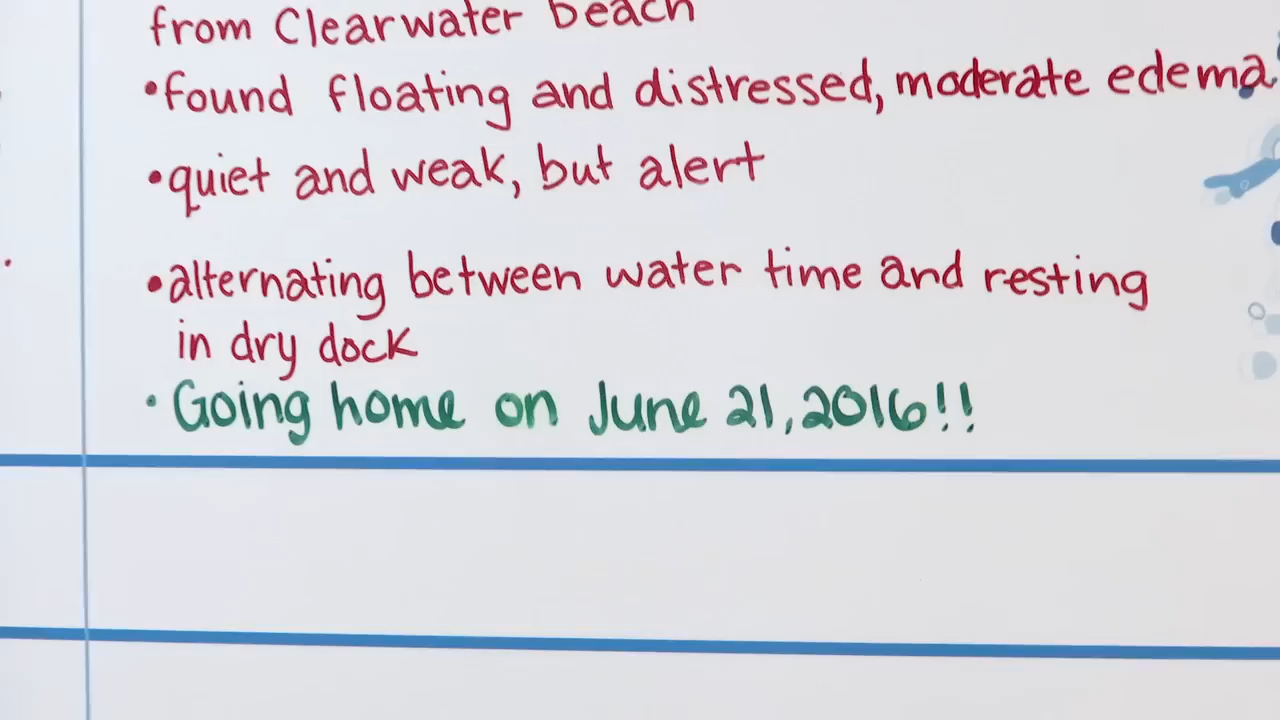 from Clearwater Beach
•found floating and distressed, moderate edema
•quiet and weak, but alert
•alternating between water time and resting
in dry dock
•Going home on June 21, 2016!!